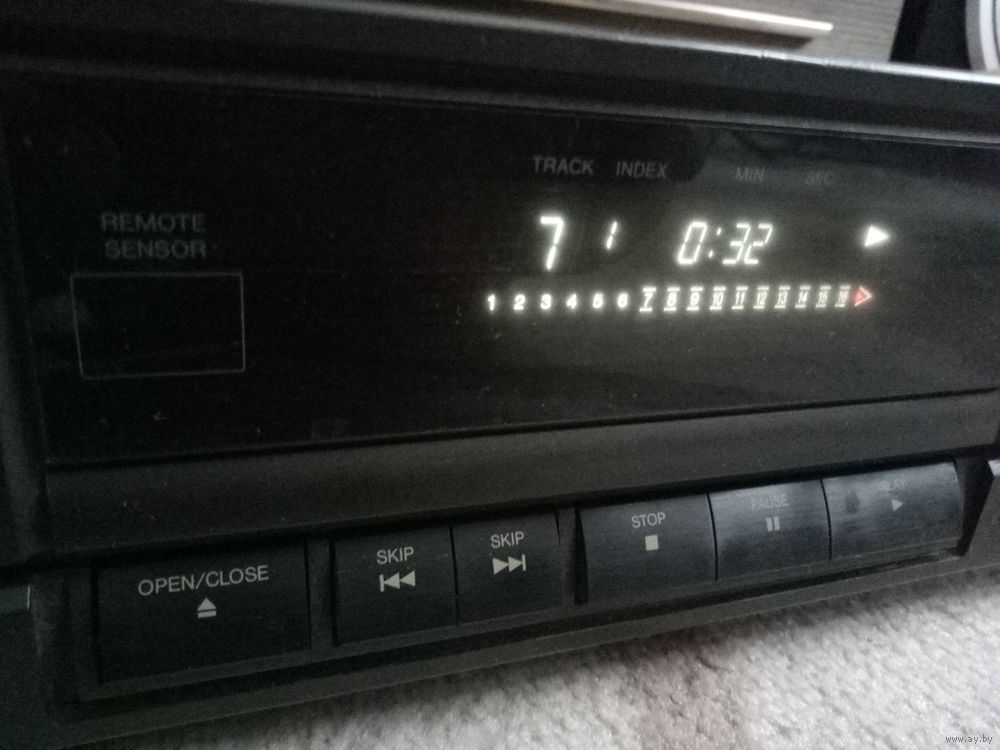 TRACK INDEX MIN SEC
REMOTE
SENSOR
7 1 0:32
1 2 3 4 5 6 7 8 9 10 11 12 13 14 15 16
OPEN/CLOSE
SKIP
SKIP
STOP
PAUSE
PLAY
www.ay.by